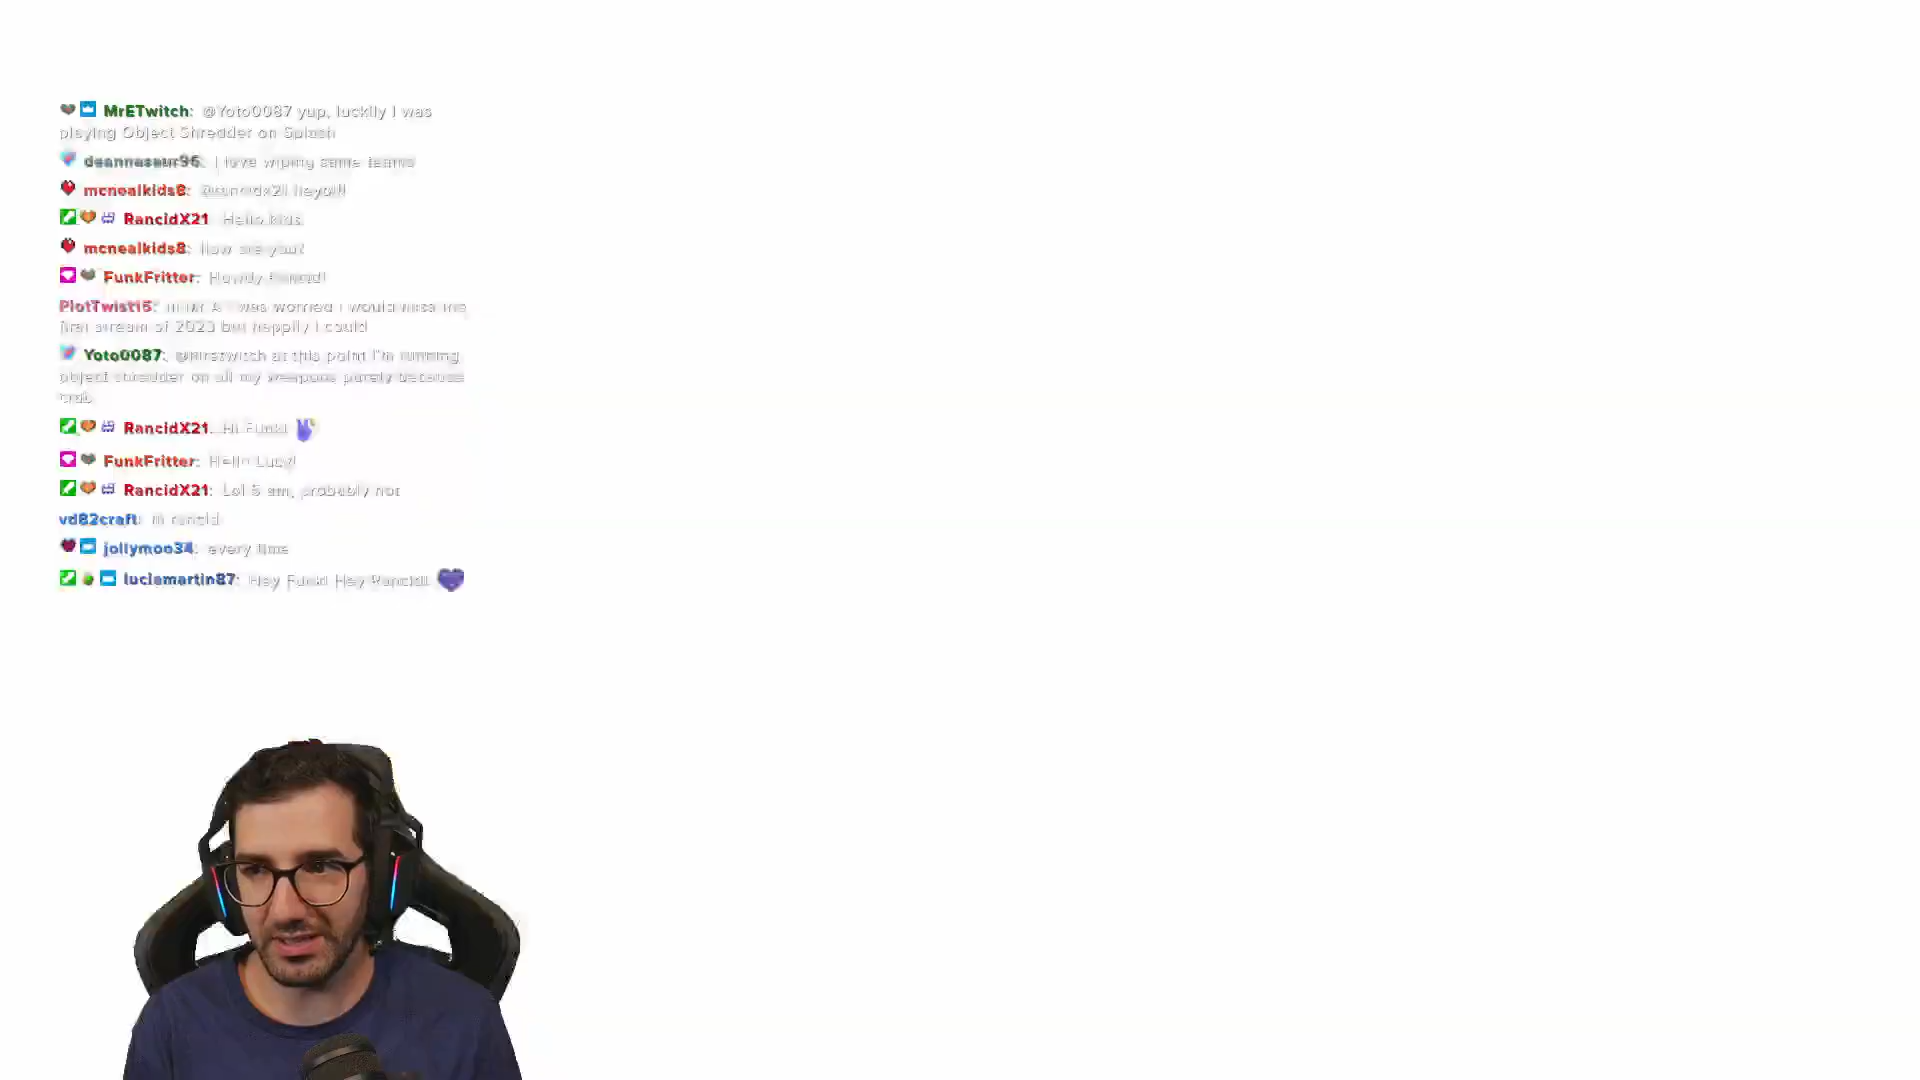 MrETwitch: @Yoto0087 yup, luckily I was
playing Object Shredder on Splash
deannasaur96: I love wiping same teams
mcnealkids8: @rancidx21 heyo!!
RancidX21 Hello kids
mcnealkids8: how are you?
FunkFritter: Howdy Rancid!
PlotTwist15: was worried I would miss the
first stream of 2023 but happily I could
Yoto0087: @mretwitch at this point I'm running
object shredder on all my weapons purely because
crab
RancidX21: Hi Funk!
FunkFritter: Hello Lucy!
RancidX21: Lol 5 am, probably not
vd82craft: rancid
jollymoo34: every time
luciamartin87: Hey Funk! Hey Rancid!